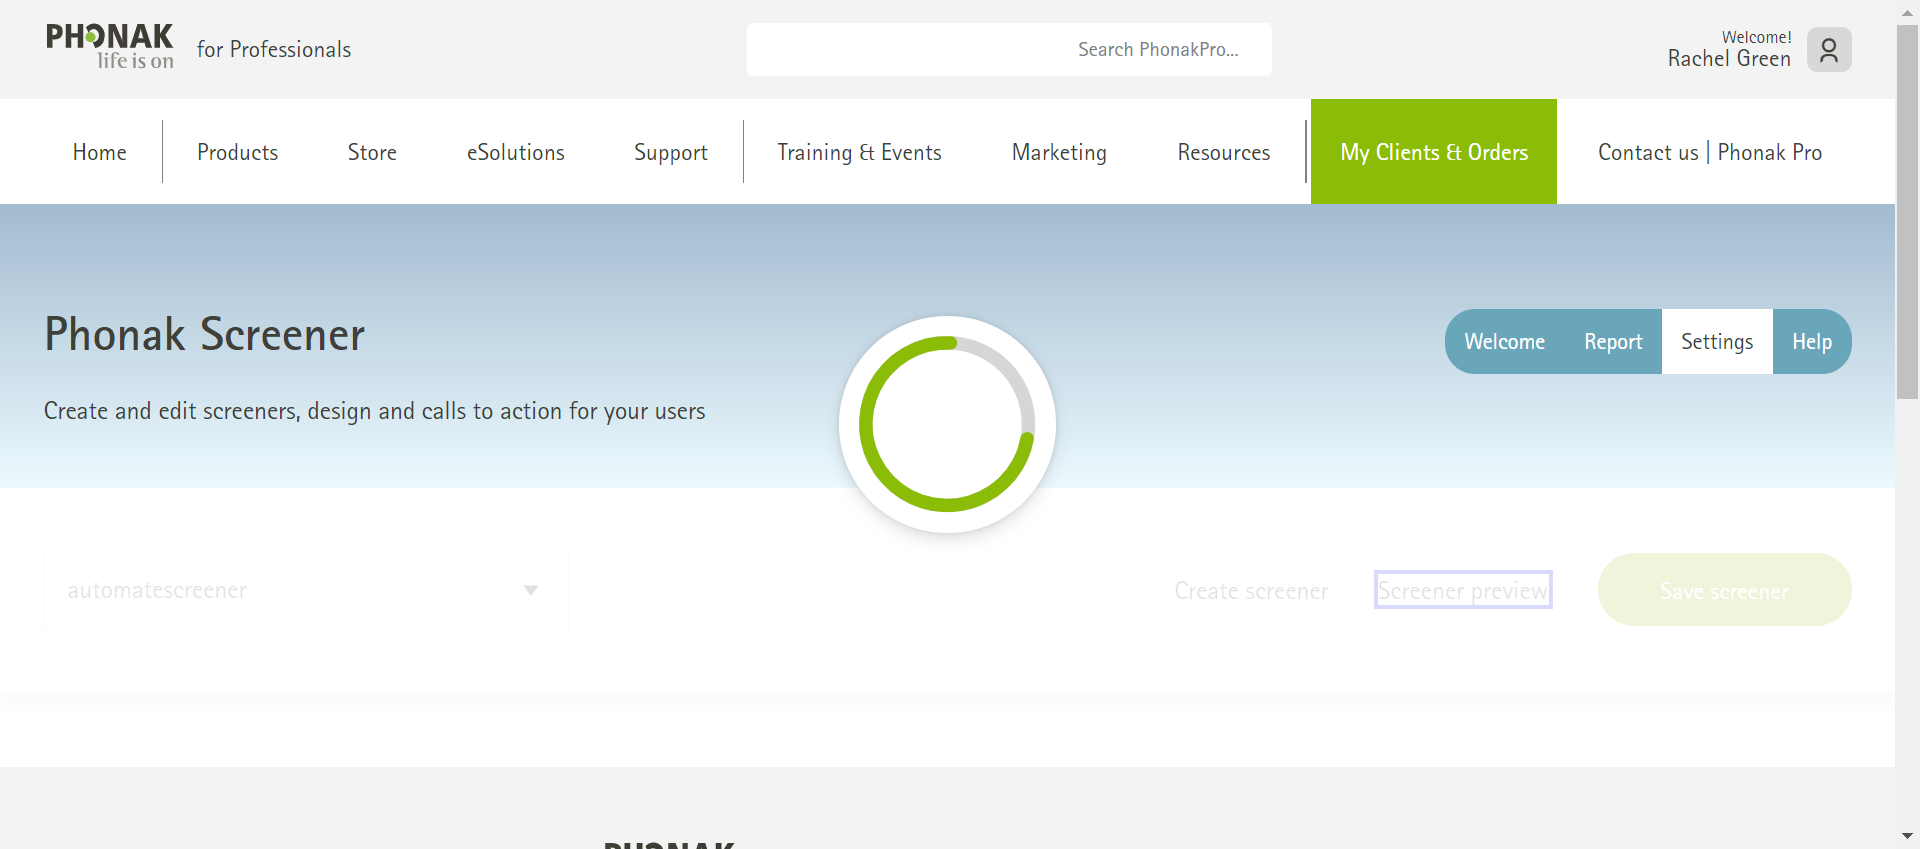 PHONAK
life is on
for Professionals
Search PhonakPro...
Welcome!
Rachel Green
Home
Products
Store
eSolutions
Support
Training & Events
Marketing
Resources
My Clients & Orders
Contact us | Phonak Pro
Phonak Screener
Welcome
Report
Settings
Help
Create and edit screeners, design and calls to action for your users
automatescreener
Create screener
Screener preview
Save screener
PHONAK